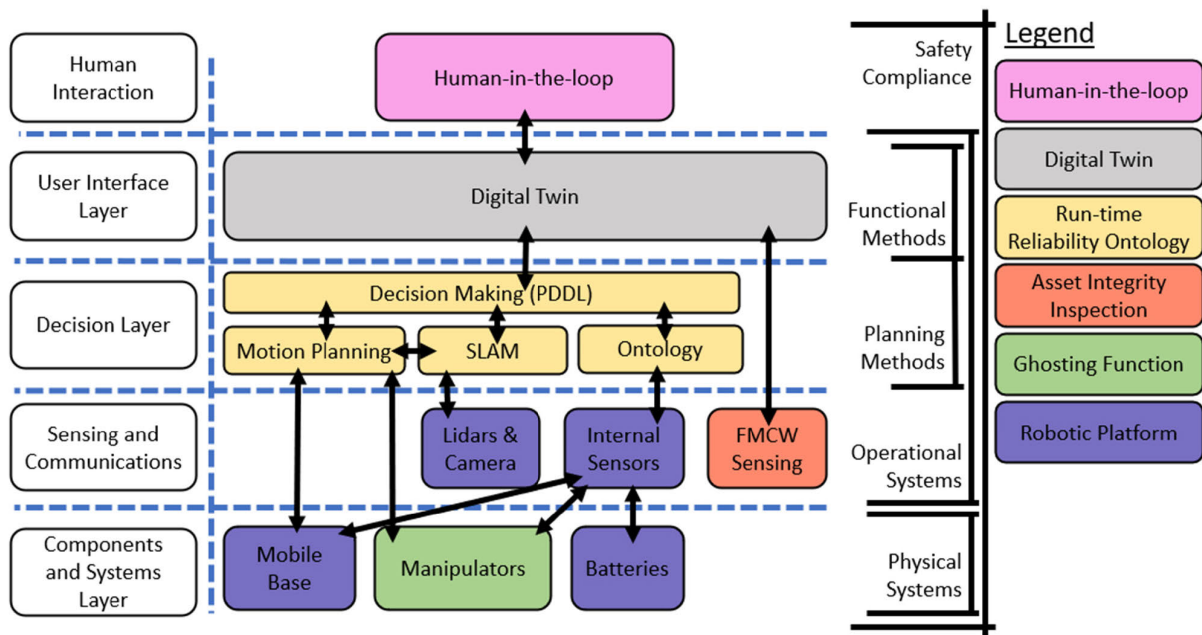 Human
Interaction
Human-in-the-loop
Safety
Compliance
Legend
Human-in-the-loop
User Interface
Layer
Digital Twin
Functional
Methods
Digital Twin
Run-time
Reliability Ontology
Decision Layer
Decision Making (PDDL)
Motion Planning
SLAM
Ontology
Planning
Methods
Asset Integrity
Inspection
Ghosting Function
Sensing and
Communications
Lidars &
Camera
Internal
Sensors
FMCW
Sensing
Operational
Systems
Robotic Platform
Components
and Systems
Layer
Mobile
Base
Manipulators
Batteries
Physical
Systems